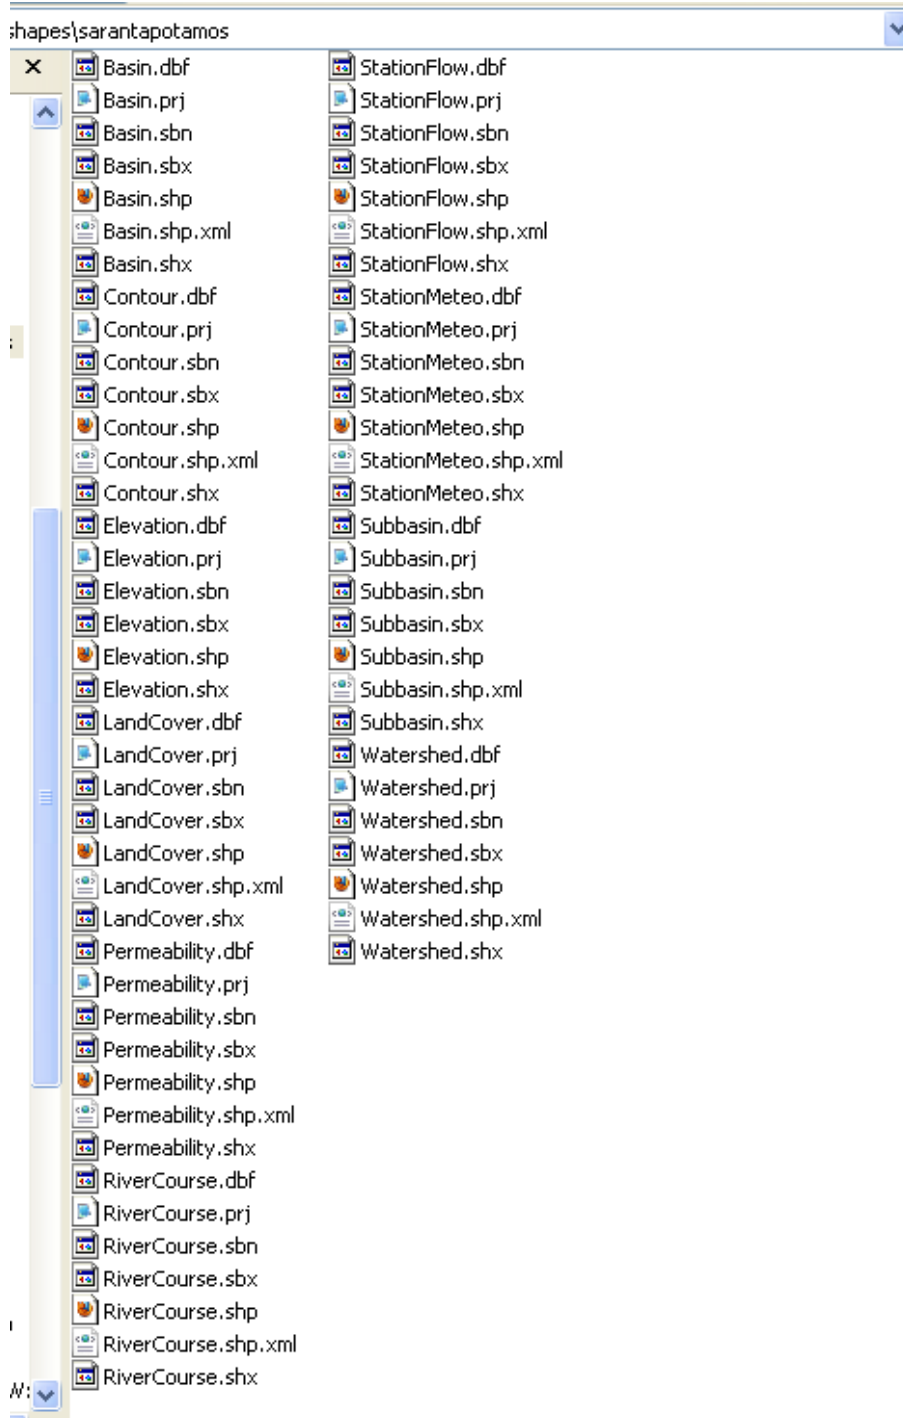 shapes\sarantapotamos
Basin.dbf
Basin.prj
Basin.sbn
Basin.sbx
Basin.shp
Basin.shp.xml
Basin.shx
Contour.dbf
Contour.prj
Contour.sbn
Contour.sbx
Contour.shp
Contour.shp.xml
Contour.shx
Elevation.dbf
Elevation.prj
Elevation.sbn
Elevation.sbx
Elevation.shp
Elevation.shx
LandCover.dbf
LandCover.prj
LandCover.sbn
LandCover.sbx
LandCover.shp
LandCover.shp.xml
LandCover.shx
Permeability.dbf
Permeability.prj
Permeability.sbn
Permeability.sbx
Permeability.shp
Permeability.shp.xml
Permeability.shx
RiverCourse.dbf
RiverCourse.prj
RiverCourse.sbn
RiverCourse.sbx
RiverCourse.shp
RiverCourse.shp.xml
RiverCourse.shx
StationFlow.dbf
StationFlow.prj
StationFlow.sbn
StationFlow.sbx
StationFlow.shp
StationFlow.shp.xml
StationFlow.shx
StationMeteo.dbf
StationMeteo.prj
StationMeteo.sbn
StationMeteo.sbx
StationMeteo.shp
StationMeteo.shp.xml
StationMeteo.shx
Subbasin.dbf
Subbasin.prj
Subbasin.sbn
Subbasin.sbx
Subbasin.shp
Subbasin.shp.xml
Subbasin.shx
Watershed.dbf
Watershed.prj
Watershed.sbn
Watershed.sbx
Watershed.shp
Watershed.shp.xml
Watershed.shx